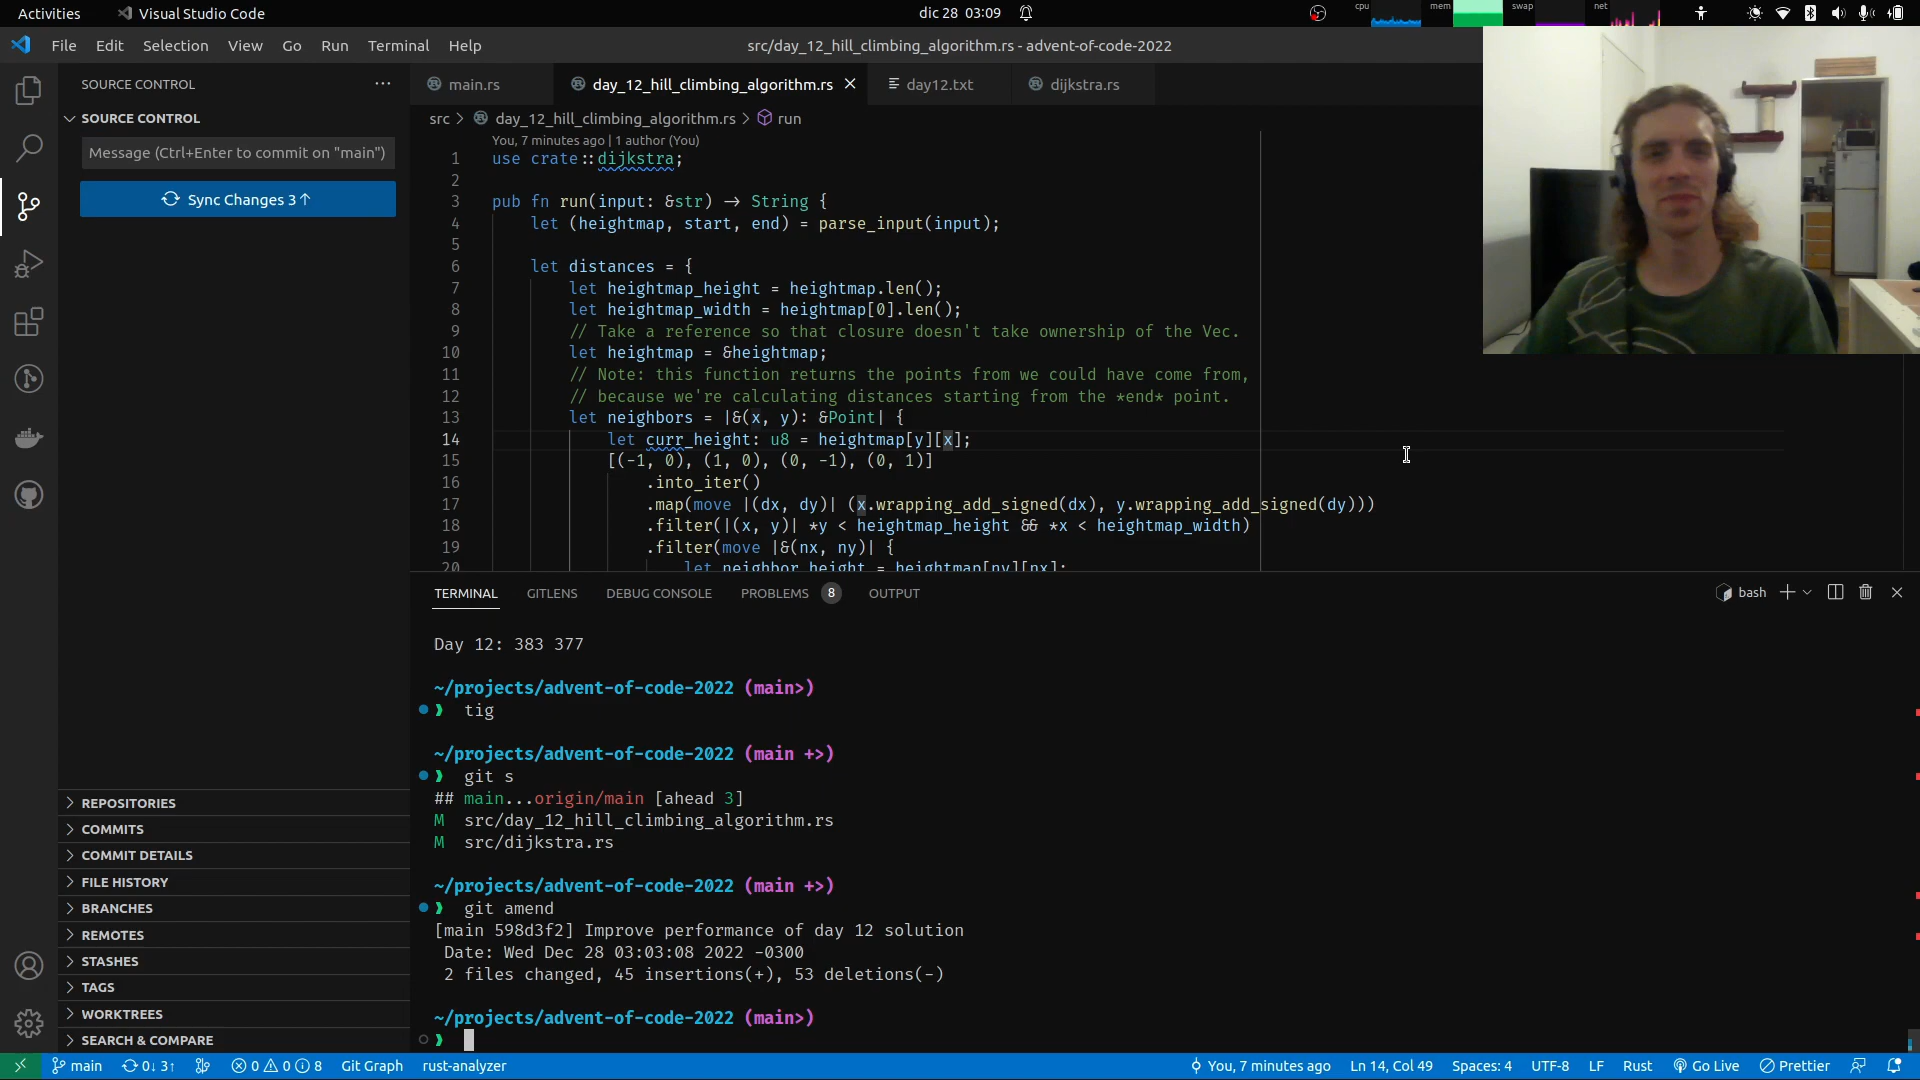 Activities Visual Studio Code dic 28 03:09 cpu mem swap net
File Edit Selection View Go Run Terminal Help src/day_12_hill_climbing_algorithm.rs - advent-of-code-2022
SOURCE CONTROL ···
SOURCE CONTROL
Message (Ctrl+Enter to commit on "main")
Sync Changes 3↑
REPOSITORIES
COMMITS
COMMIT DETAILS
FILE HISTORY
BRANCHES
REMOTES
STASHES
TAGS
WORKTREES
SEARCH & COMPARE
main.rs day_12_hill_climbing_algorithm.rs day12.txt dijkstra.rs
src > day_12_hill_climbing_algorithm.rs > run
You, 7 minutes ago | 1 author (You)
1 use crate::dijkstra;
2
3 pub fn run(input: &str) → String {
4 let (heightmap, start, end) = parse_input(input);
5
6 let distances = {
7 let heightmap_height = heightmap.len();
8 let heightmap_width = heightmap[0].len();
9 // Take a reference so that closure doesn't take ownership of the Vec.
10 let heightmap = &heightmap;
11 // Note: this function returns the points from we could have come from,
12 // because we're calculating distances starting from the *end* point.
13 let neighbors = |&(x, y): &Point| {
14 let curr_height: u8 = heightmap[y][x];
15 [(-1, 0), (1, 0), (0, -1), (0, 1)]
16 .into_iter()
17 .map(move |(dx, dy)| (x.wrapping_add_signed(dx), y.wrapping_add_signed(dy)))
18 .filter(|(x, y)| *y < heightmap_height && *x < heightmap_width)
19 .filter(move |&(nx, ny)| {
20 let neighbor_height = heightmap[ny][nx];
TERMINAL GITLENS DEBUG CONSOLE PROBLEMS 8 OUTPUT bash
Day 12: 383 377
~/projects/advent-of-code-2022 (main>)
❱ tig
~/projects/advent-of-code-2022 (main +>)
❱ git s
## main...origin/main [ahead 3]
M src/day_12_hill_climbing_algorithm.rs
M src/dijkstra.rs
~/projects/advent-of-code-2022 (main +>)
❱ git amend
[main 598d3f2] Improve performance of day 12 solution
Date: Wed Dec 28 03:03:08 2022 -0300
2 files changed, 45 insertions(+), 53 deletions(-)
~/projects/advent-of-code-2022 (main>)
❱
main 0↓ 3↑ 0 0 8 Git Graph rust-analyzer You, 7 minutes ago Ln 14, Col 49 Spaces: 4 UTF-8 LF Rust Go Live Prettier